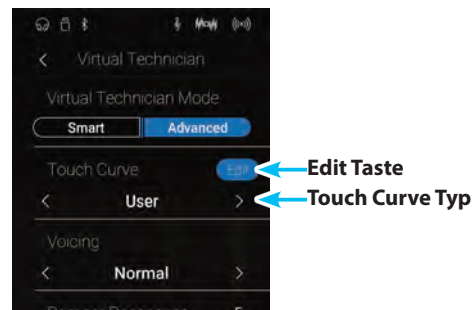 Virtual Technician
Virtual Technician Mode
Smart Advanced
Touch Curve Edit
Edit Taste
User
Touch Curve Typ
Voicing
Normal